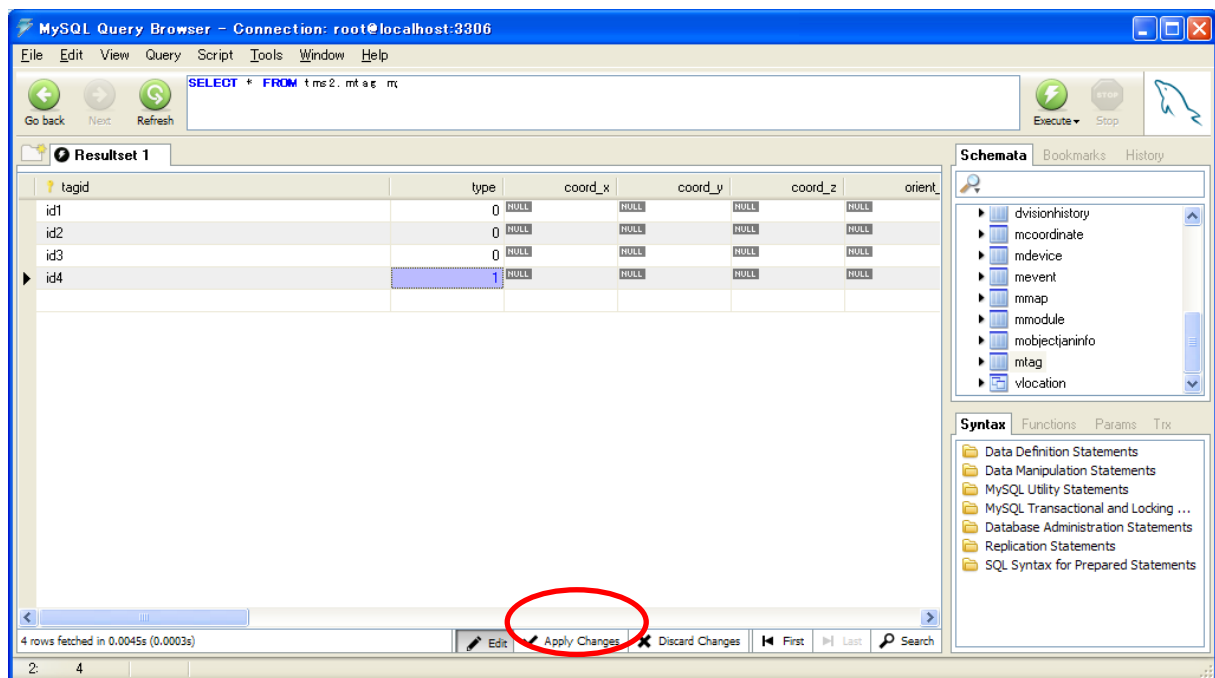 MySQL Query Browser - Connection: root@localhost:3306
File Edit View Query Script Tools Window Help
SELECT * FROM tms2.mtag m;
Go back Next Refresh Execute Stop
STOP
Resultset 1
Schemata Bookmarks History
tagid type coord_x coord_y coord_z orient_
id1 0 NULL NULL NULL NULL
id2 0 NULL NULL NULL NULL
id3 0 NULL NULL NULL NULL
id4 1 NULL NULL NULL NULL
dvisionhistory
mcoordinate
mdevice
mevent
mmap
mmodule
mobjectjaninfo
mtag
vlocation
Syntax Functions Params Trx
Data Definition Statements
Data Manipulation Statements
MySQL Utility Statements
MySQL Transactional and Locking ...
Database Administration Statements
Replication Statements
SQL Syntax for Prepared Statements
4 rows fetched in 0.0045s (0.0003s) Edit Apply Changes Discard Changes First Last Search
2: 4